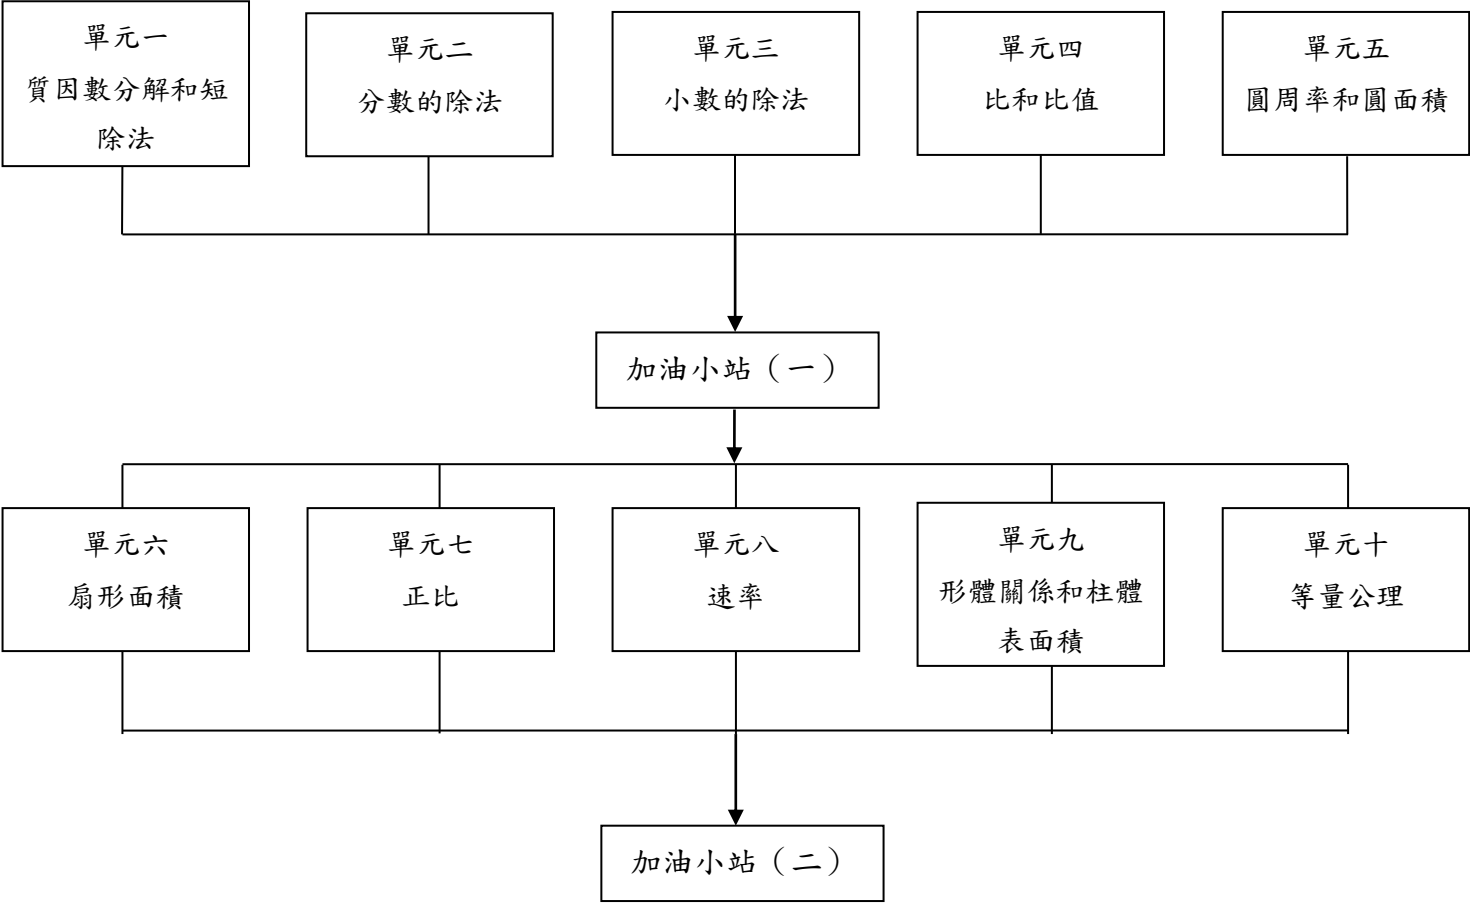 單元一
質因數分解和短
除法
單元二
分數的除法
單元三
小數的除法
單元四
比和比值
單元五
圓周率和圓面積
加油小站（一）
單元六
扇形面積
單元七
正比
單元八
速率
單元九
形體關係和柱體
表面積
單元十
等量公理
加油小站（二）